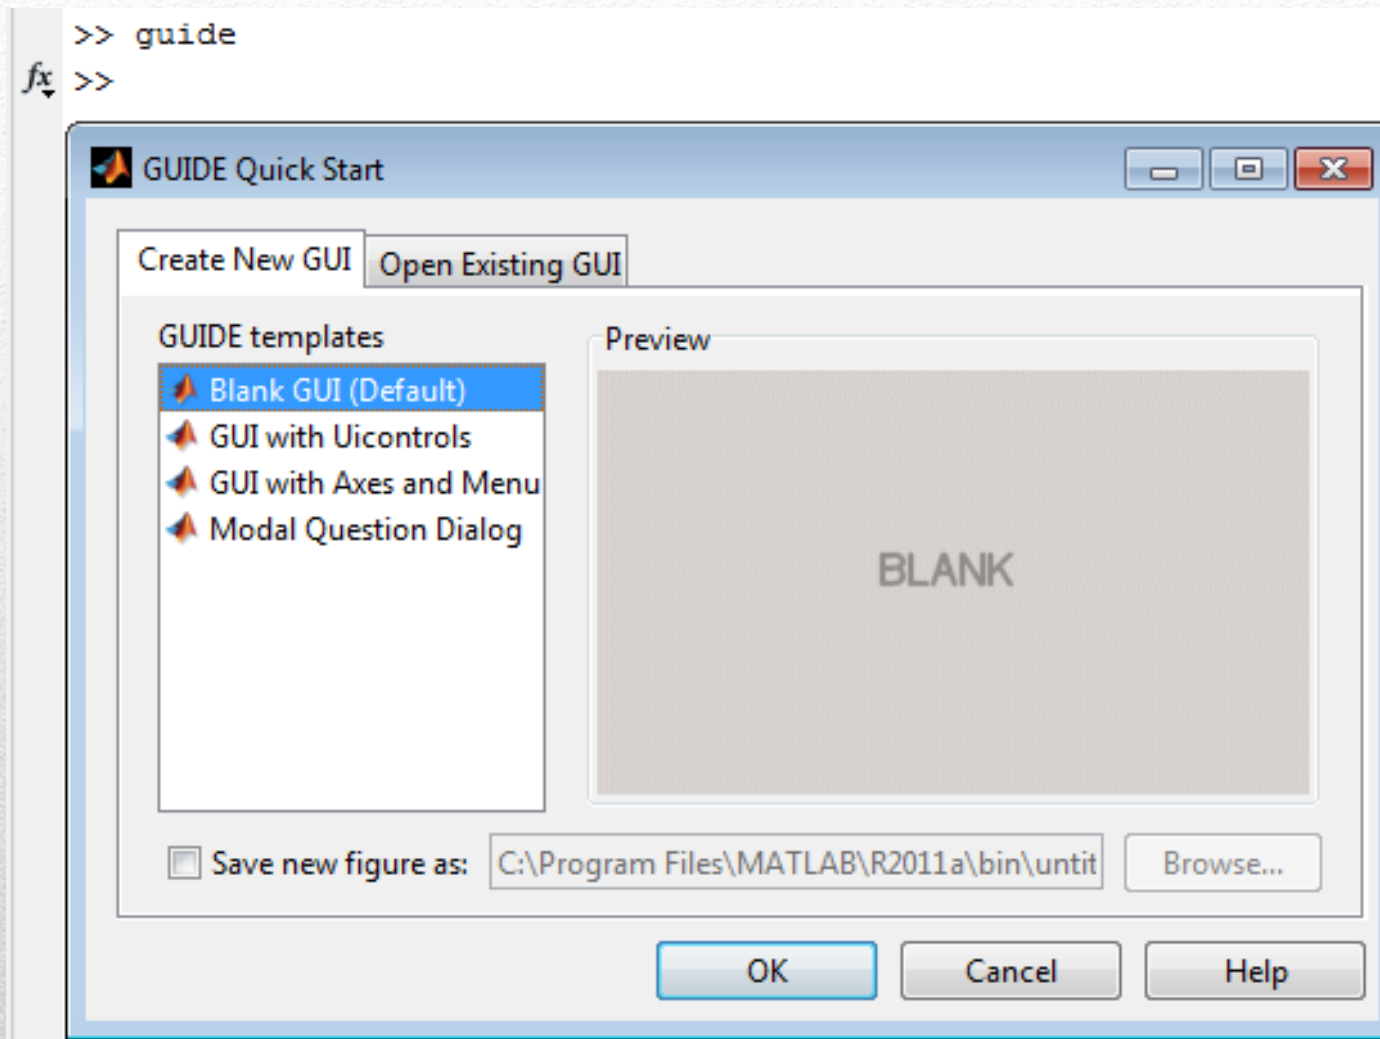 >> guide
fx >>
GUIDE Quick Start
Create New GUI
Open Existing GUI
GUIDE templates
Preview
Blank GUI (Default)
GUI with Uicontrols
GUI with Axes and Menu
Modal Question Dialog
BLANK
Save new figure as:
C:\Program Files\MATLAB\R2011a\bin\untit
Browse...
OK
Cancel
Help